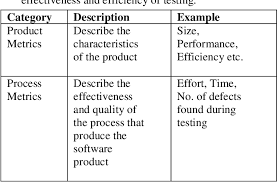 effectiveness and efficiency of testing.
Category Description Example
Product Describe the Size,
Metrics characteristics Performance,
of the product Efficiency etc.
Process Describe the Effort, Time,
Metrics effectiveness No. of defects
and quality of found during
the process that testing
produce the
software
product